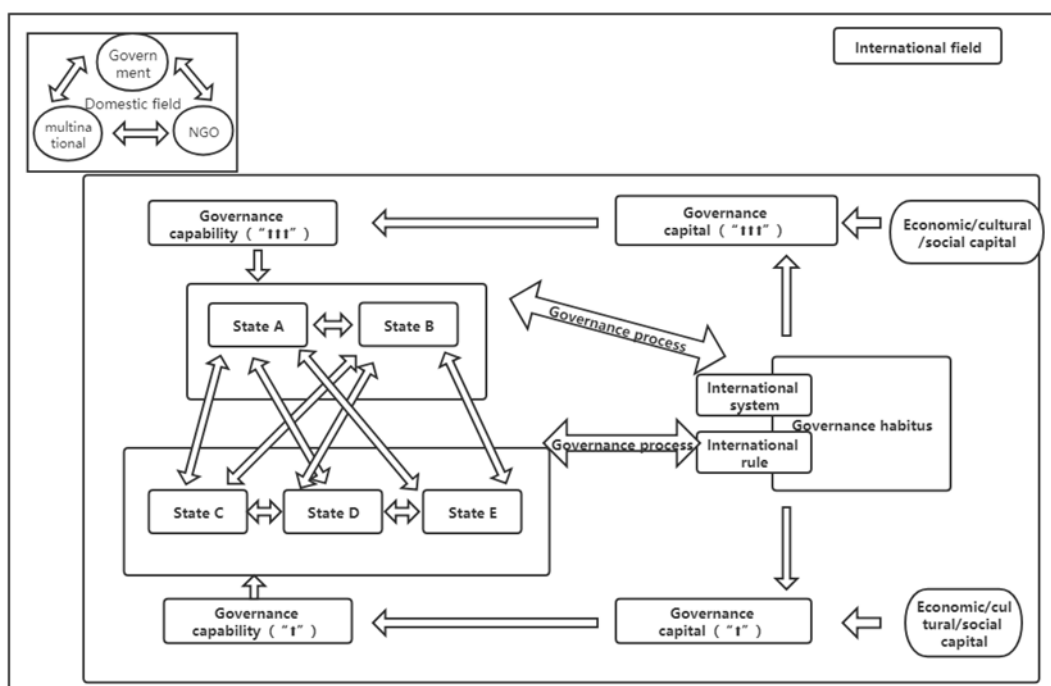 Govern
ment
Domestic field
multina
tional
NGO
International field
Governance
capability（ “⬆⬆⬆” ）
Governance
capital（ “⬆⬆⬆” ）
Economic/cultural
/social capital
State A
State B
Governance process
International
system
Governance habitus
International
rule
Governance process
State C
State D
State E
Governance
capability（ “⬆” ）
Governance
capital（ “⬆” ）
Economic/cul
tural/social
capital